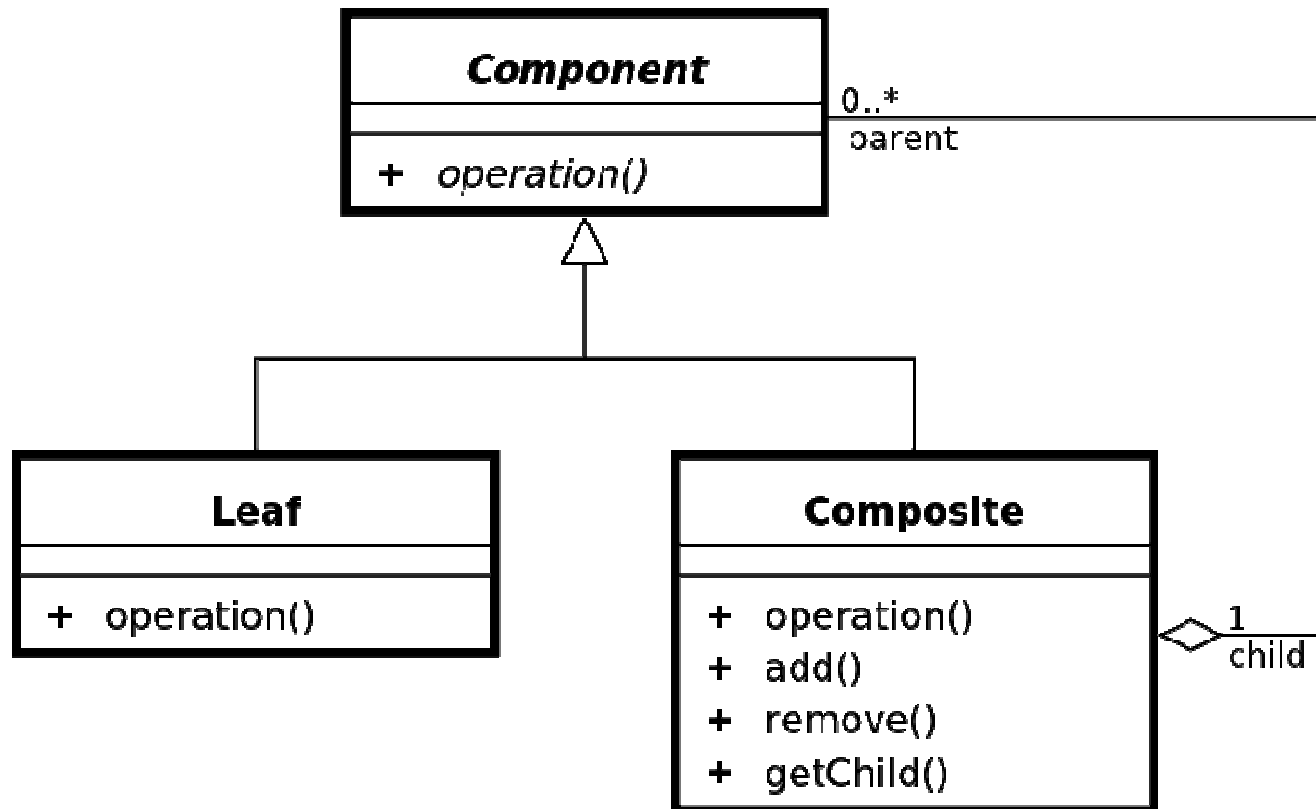 Component
0..*
parent
+ operation()
Leaf
+ operation()
Composite
+ operation()
+ add()
+ remove()
+ getChild()
1
child